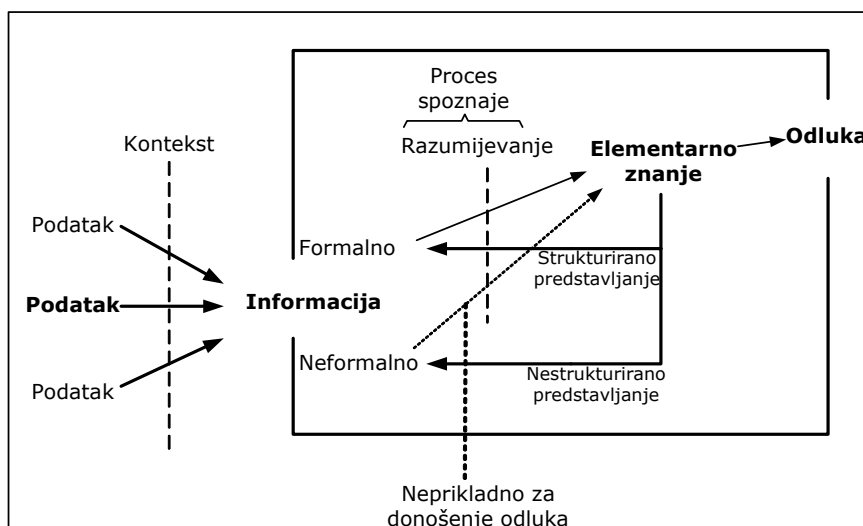 Proces
spoznaje
Kontekst
Razumijevanje
Elementarno
znanje
Odluka
Podatak
Formalno
Strukturirano
predstavljanje
Podatak
Informacija
Neformalno
Nestrukturirano
predstavljanje
Podatak
Neprikladno za
donošenje odluka